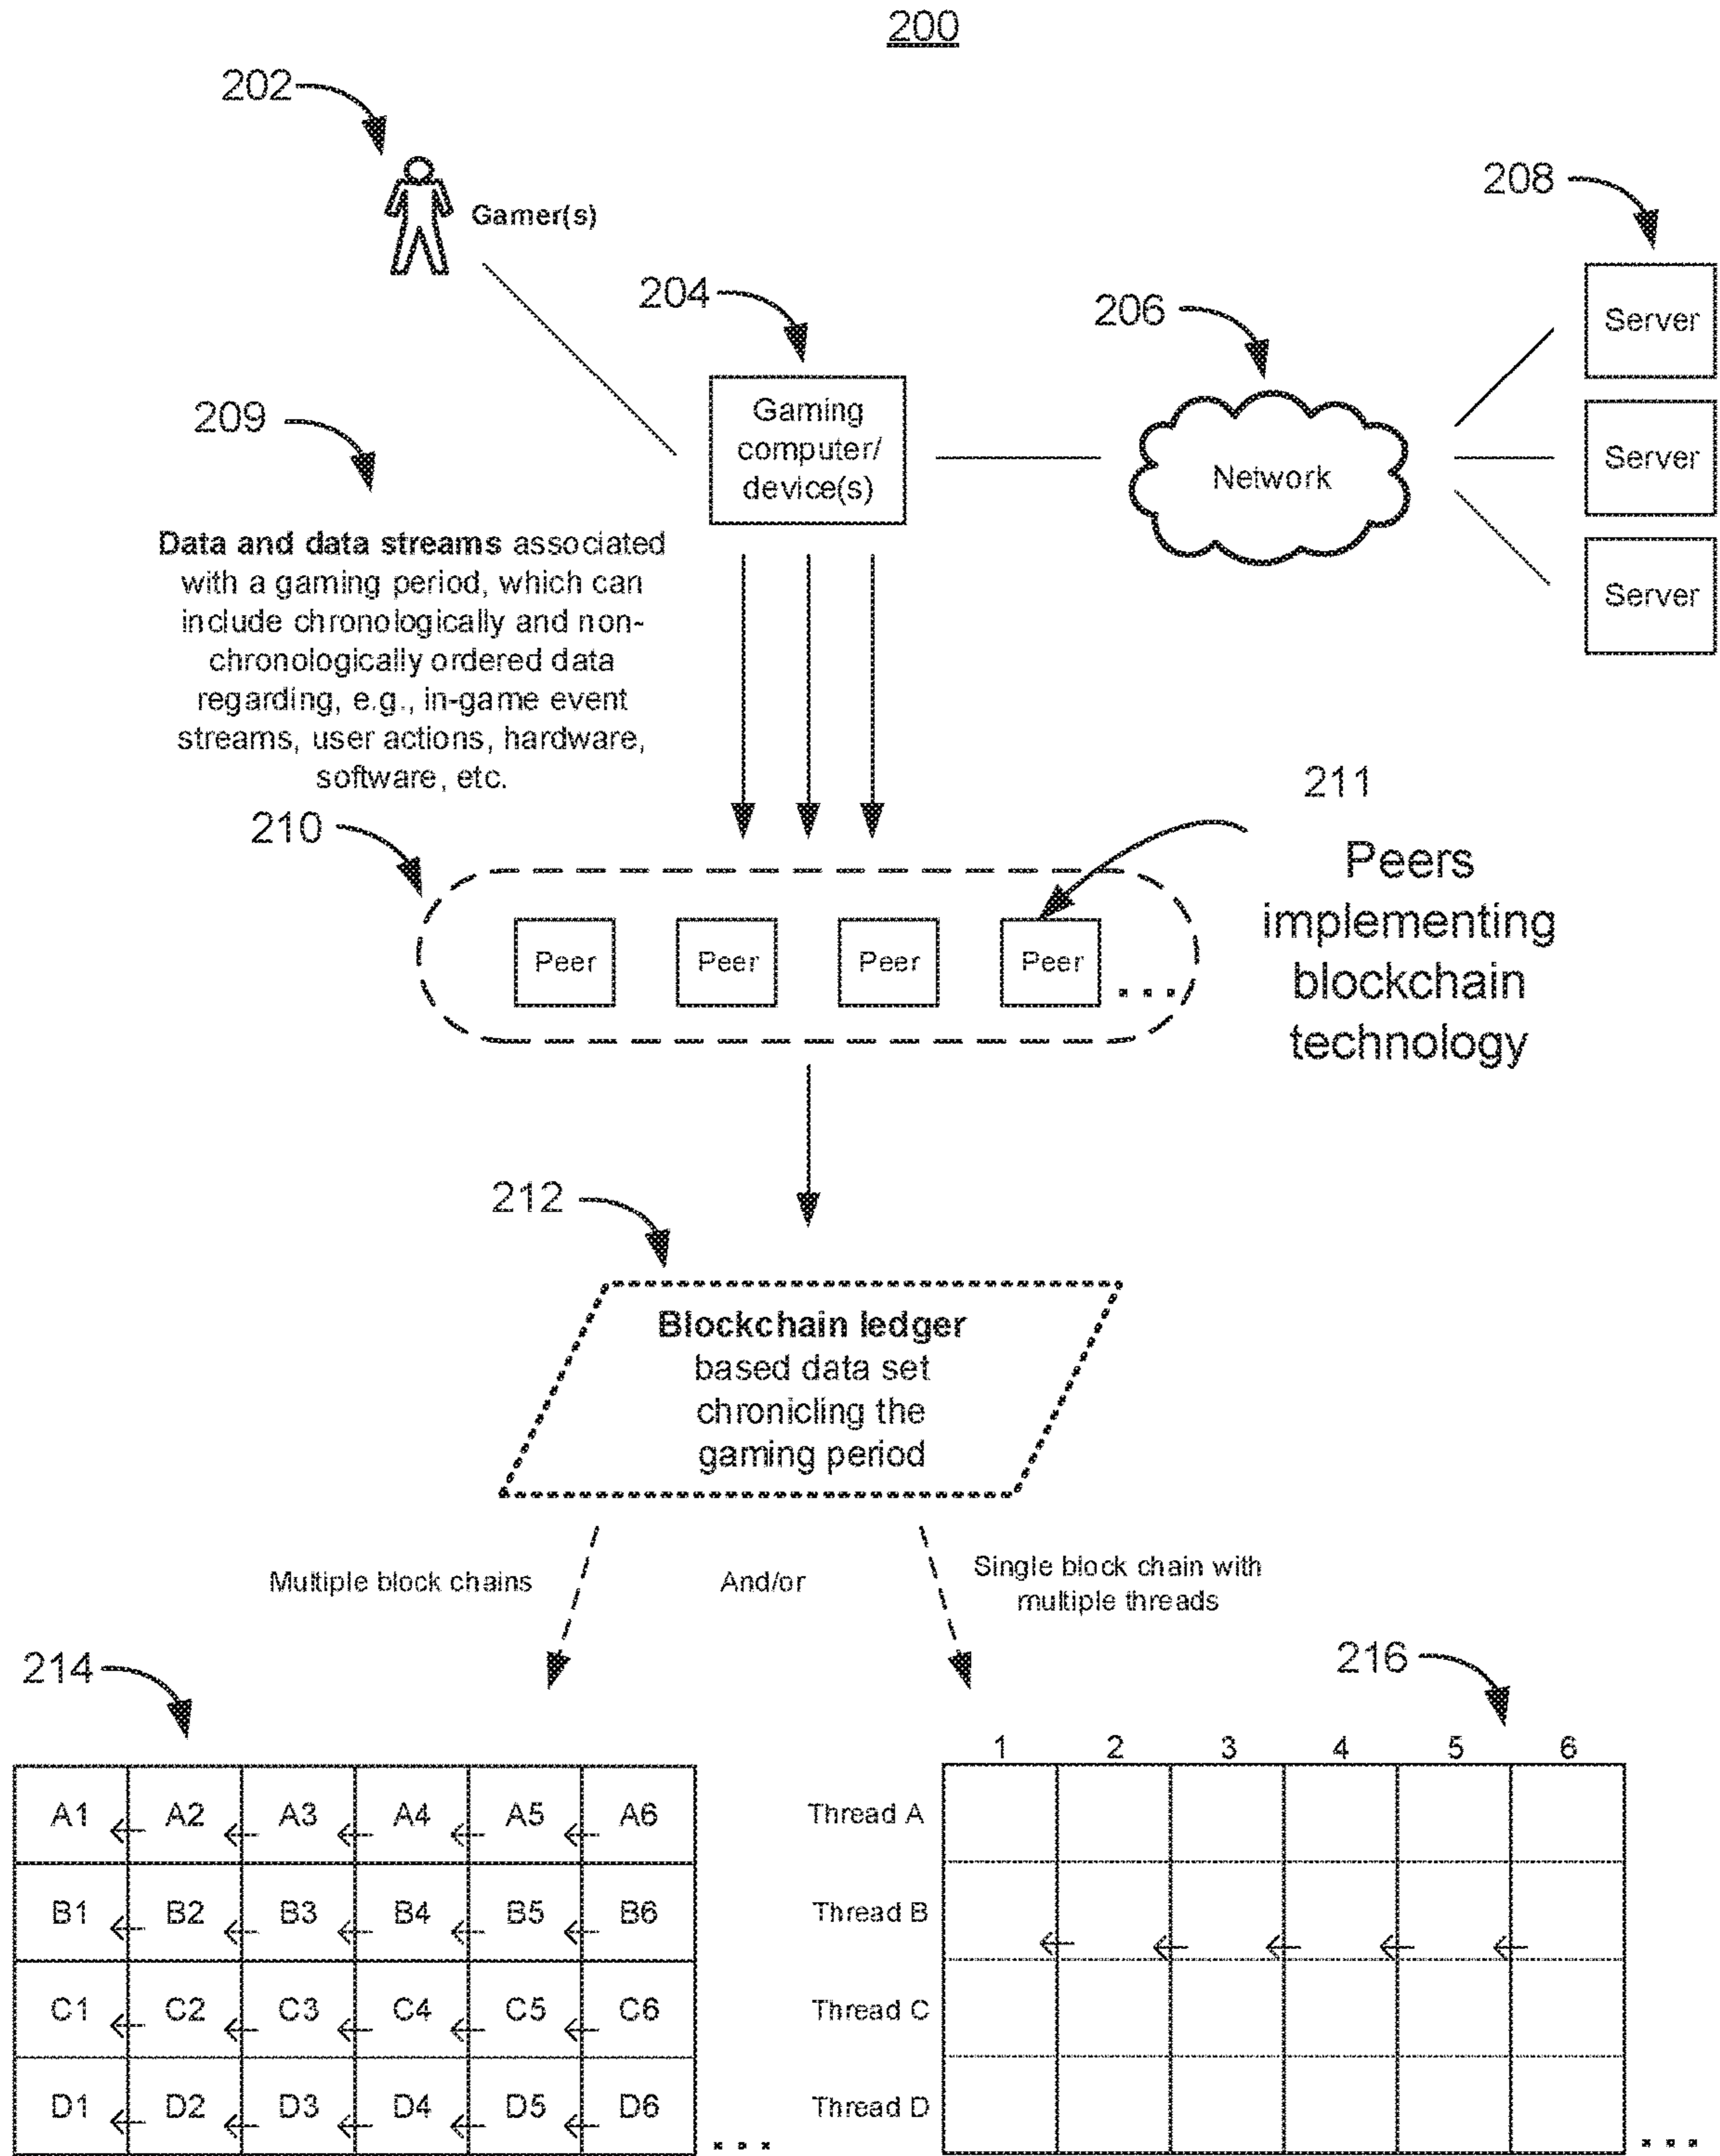 200
202
Gamer(s)
208
204
206
Server
Gaming
computer/
device(s)
Network
Server
Server
209
Data and data streams associated
with a gaming period, which can
include chronologically and non-
chronologically ordered data
regarding, e.g., in-game event
streams, user actions, hardware,
software, etc.
210
211
Peers
implementing
blockchain
technology
Peer Peer Peer Peer ...
212
Blockchain ledger
based data set
chronicling the
gaming period
Multiple block chains
And/or
Single block chain with
multiple threads
214
216
A1 A2 A3 A4 A5 A6
B1 B2 B3 B4 B5 B6
C1 C2 C3 C4 C5 C6
D1 D2 D3 D4 D5 D6
...
1 2 3 4 5 6
Thread A
Thread B
Thread C
Thread D
...